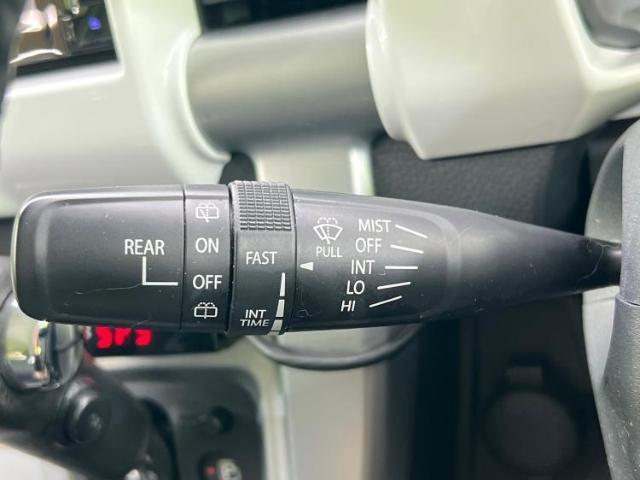 REAR
ON
OFF
FAST
INT
TIME
PULL
MIST
OFF
INT
LO
HI